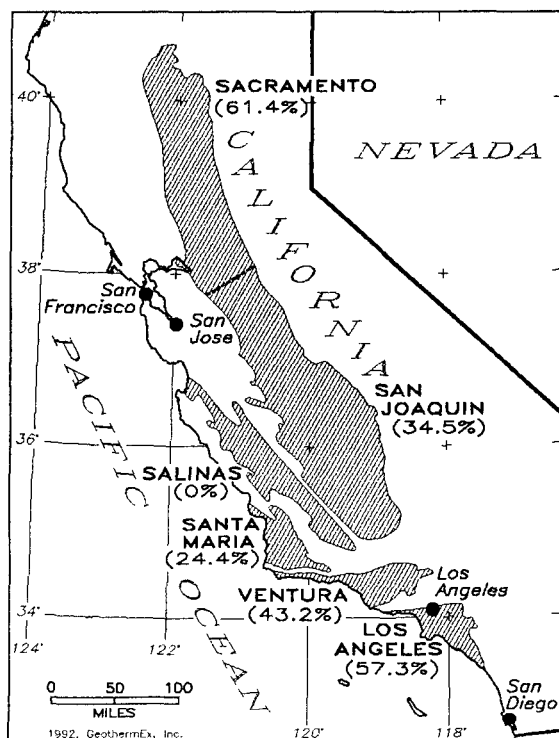 SACRAMENTO
(61.4%)
CALIFORNIA
NEVADA
40°
38°
San
Francisco
San
Jose
PACIFIC
OCEAN
SAN
JOAQUIN
(34.5%)
36°
SALINAS
(0%)
SANTA
MARIA
(24.4%)
VENTURA
(43.2%)
Los
Angeles
LOS
ANGELES
(57.3%)
34°
124°
122°
120°
118°
San
Diego
0 50 100
MILES
1992, GeothermEx, Inc.